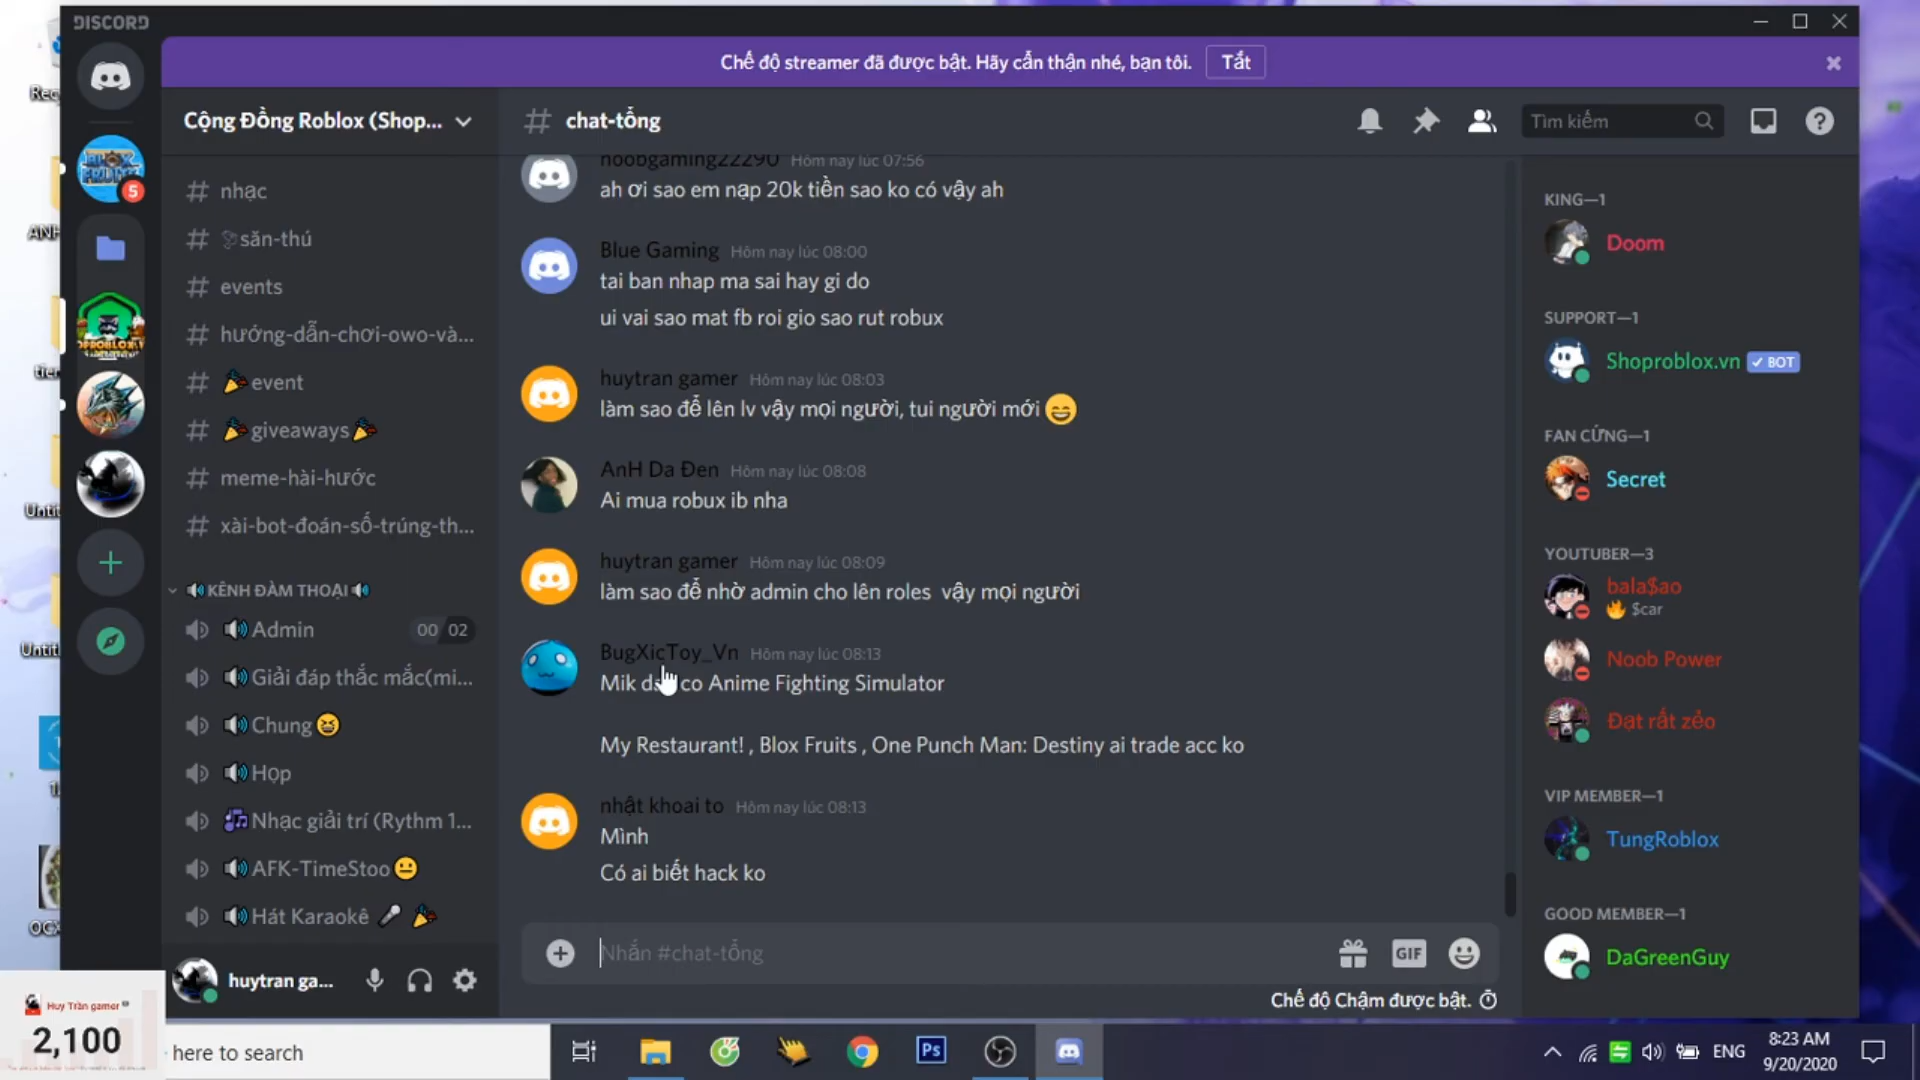 DISCORD
Chế độ streamer đã được bật. Hãy cẩn thận nhé, bạn tôi.
Tắt
Cộng Đồng Roblox (Shop...
chat-tổng
Tìm kiếm
5
nhạc
săn-thú
events
hướng-dẫn-chơi-owo-và...
event
giveaways
meme-hài-hước
xài-bot-đoán-số-trúng-th...
KÊNH ĐÀM THOẠI
Admin
00 02
Giải đáp thắc mắc(mi...
Chung
Họp
Nhạc giải trí (Rythm 1...
AFK-TimeStoo
Hát Karaokê
huytran ga...
noobgaming22290 Hôm nay lúc 07:56
ah ơi sao em nạp 20k tiền sao ko có vậy ah
Blue Gaming Hôm nay lúc 08:00
tai ban nhap ma sai hay gi do
ui vai sao mat fb roi gio sao rut robux
huytran gamer Hôm nay lúc 08:03
làm sao để lên lv vậy mọi người, tui người mới
AnH Da Đen Hôm nay lúc 08:08
Ai mua robux ib nha
huytran gamer Hôm nay lúc 08:09
làm sao để nhờ admin cho lên roles vậy mọi người
BugXicToy_Vn Hôm nay lúc 08:13
Mik co Anime Fighting Simulator
My Restaurant! , Blox Fruits , One Punch Man: Destiny ai trade acc ko
nhật khoai to Hôm nay lúc 08:13
Mình
Có ai biết hack ko
Nhắn #chat-tổng
GIF
Chế độ Chậm được bật.
KING—1
Doom
SUPPORT—1
Shoproblox.vn BOT
FAN CỨNG—1
Secret
YOUTUBER—3
bala$ao
$car
Noob Power
Đạt rất zẻo
VIP MEMBER—1
TungRoblox
GOOD MEMBER—1
DaGreenGuy
Huy Trần gamer
2,100
here to search
Ps
ENG
8:23 AM
9/20/2020